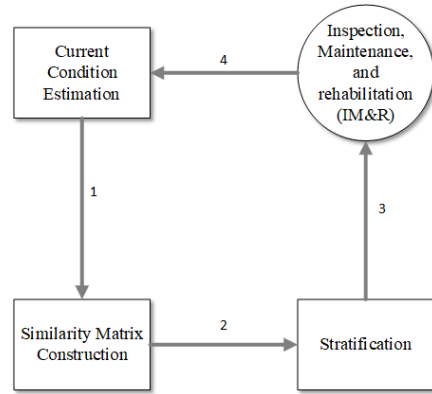 Current
Condition
Estimation
4
Inspection,
Maintenance,
and
rehabilitation
(IM&R)
1
3
Similarity Matrix
Construction
2
Stratification